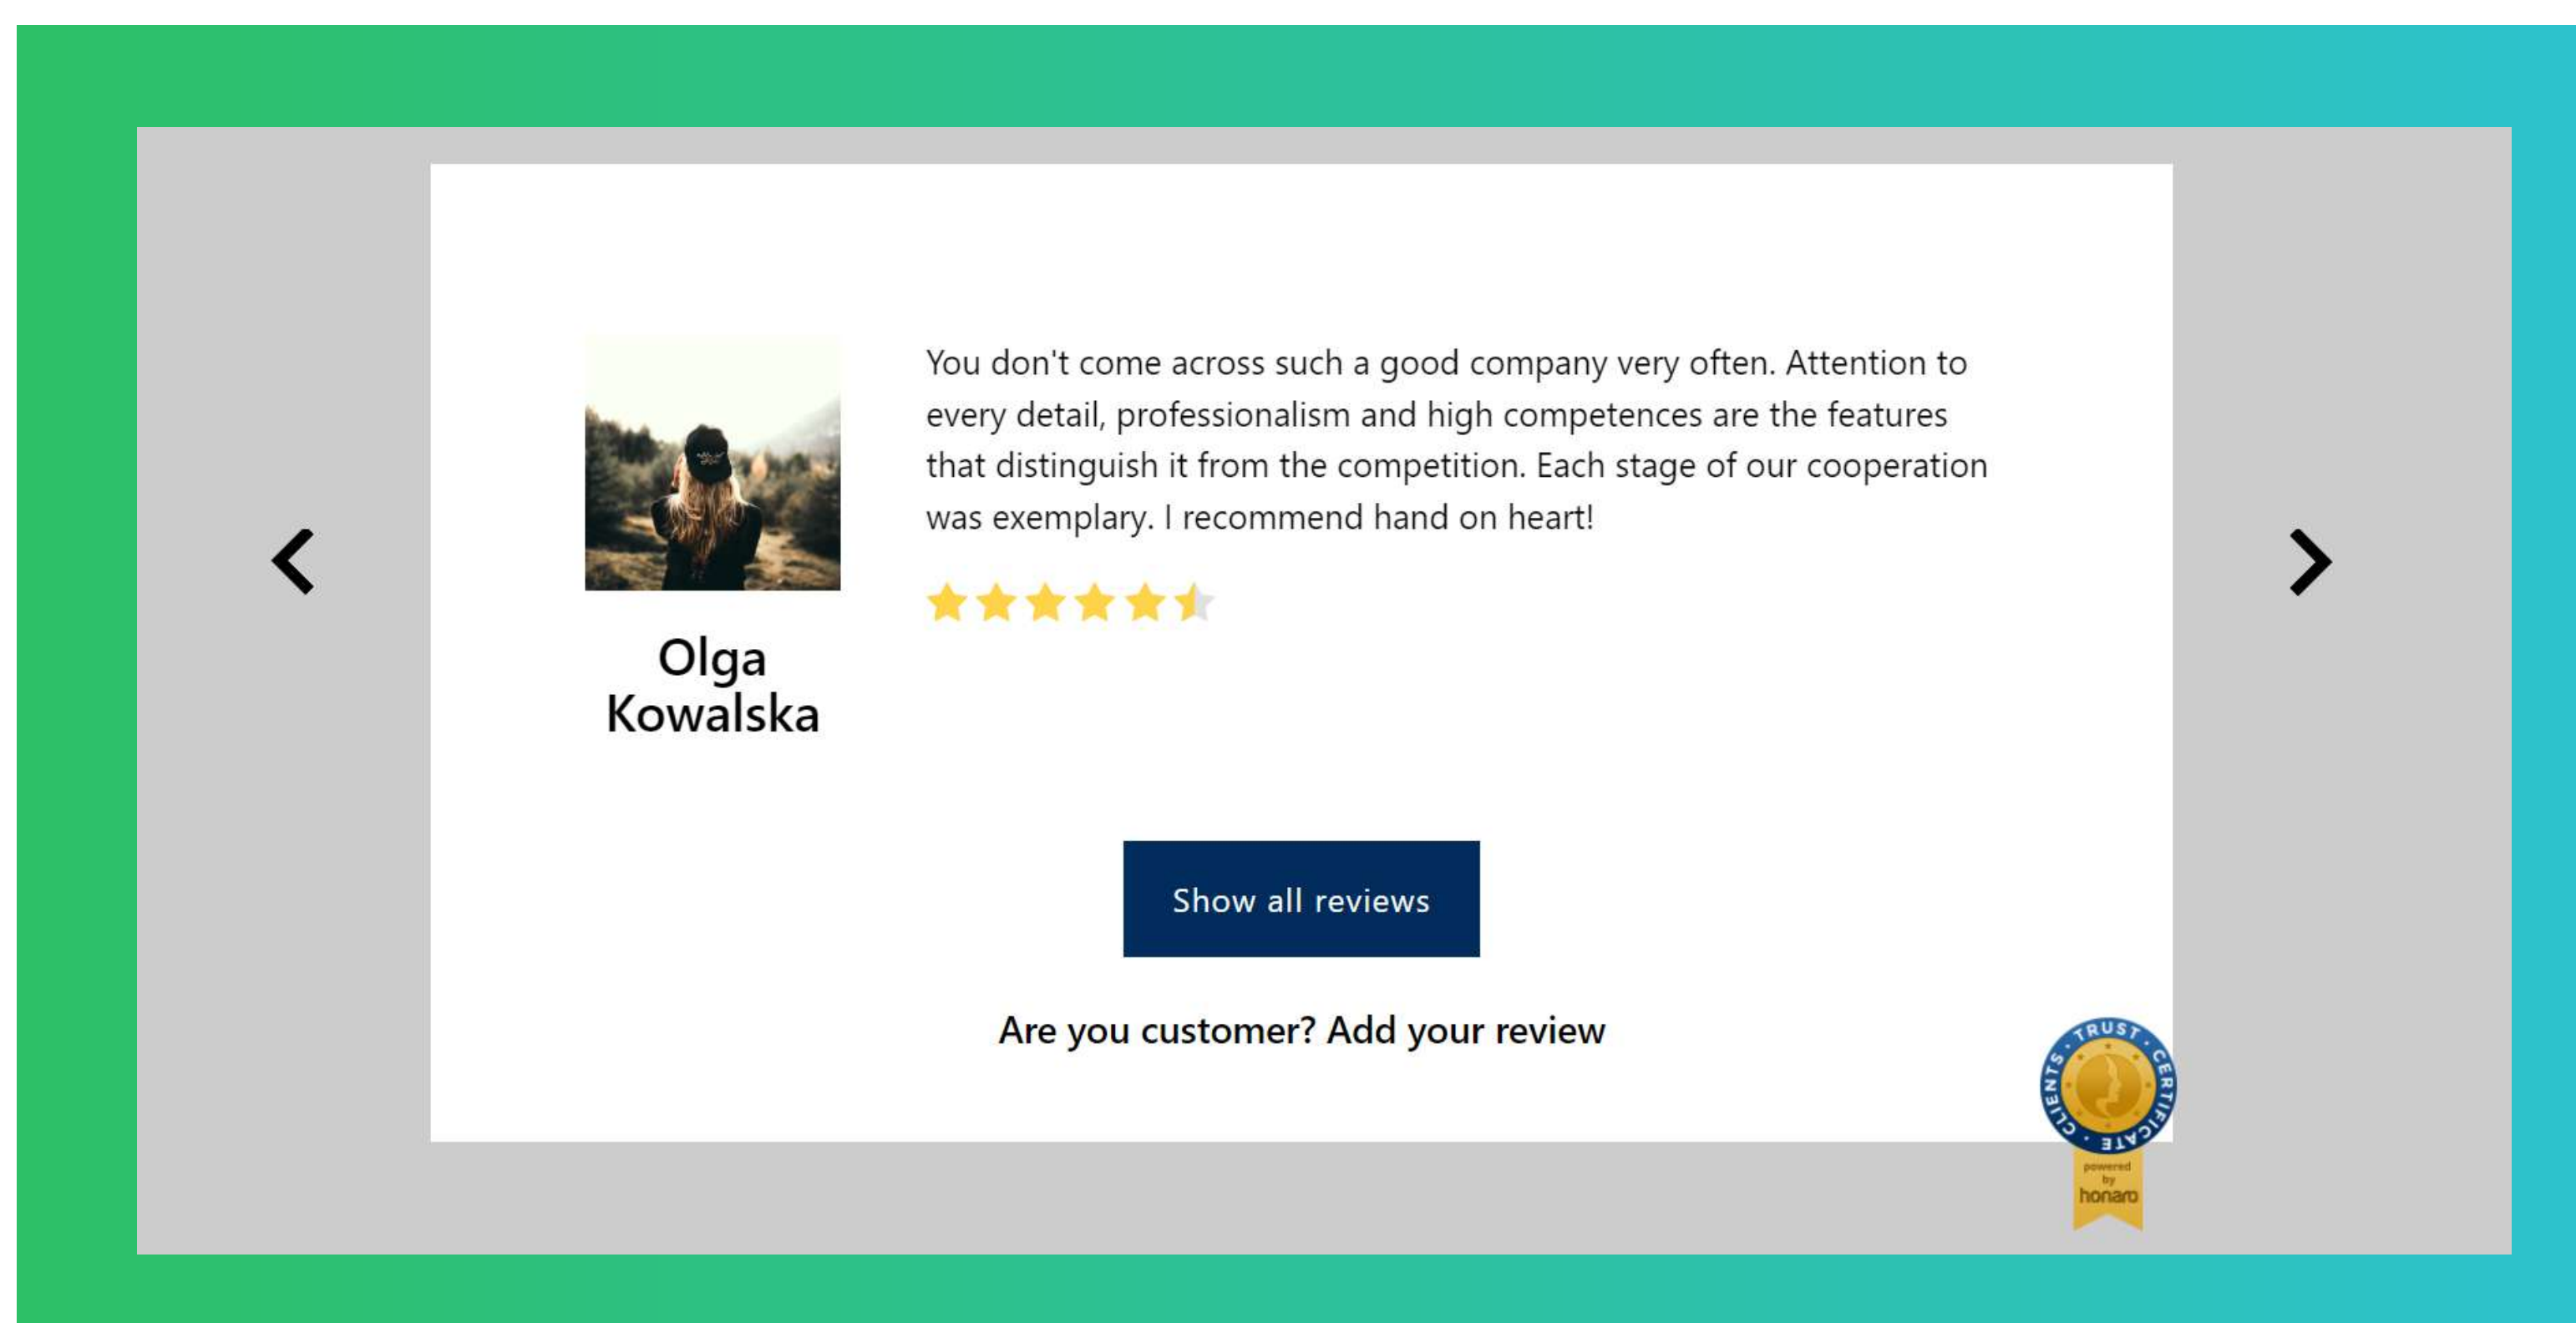 You don't come across such a good company very often. Attention to
every detail, professionalism and high competences are the features
that distinguish it from the competition. Each stage of our cooperation
was exemplary. I recommend hand on heart!
Olga
Kowalska
Show all reviews
Are you customer? Add your review
CLIENTS · TRUST · CERTIFICATE ·
powered
by
honaro